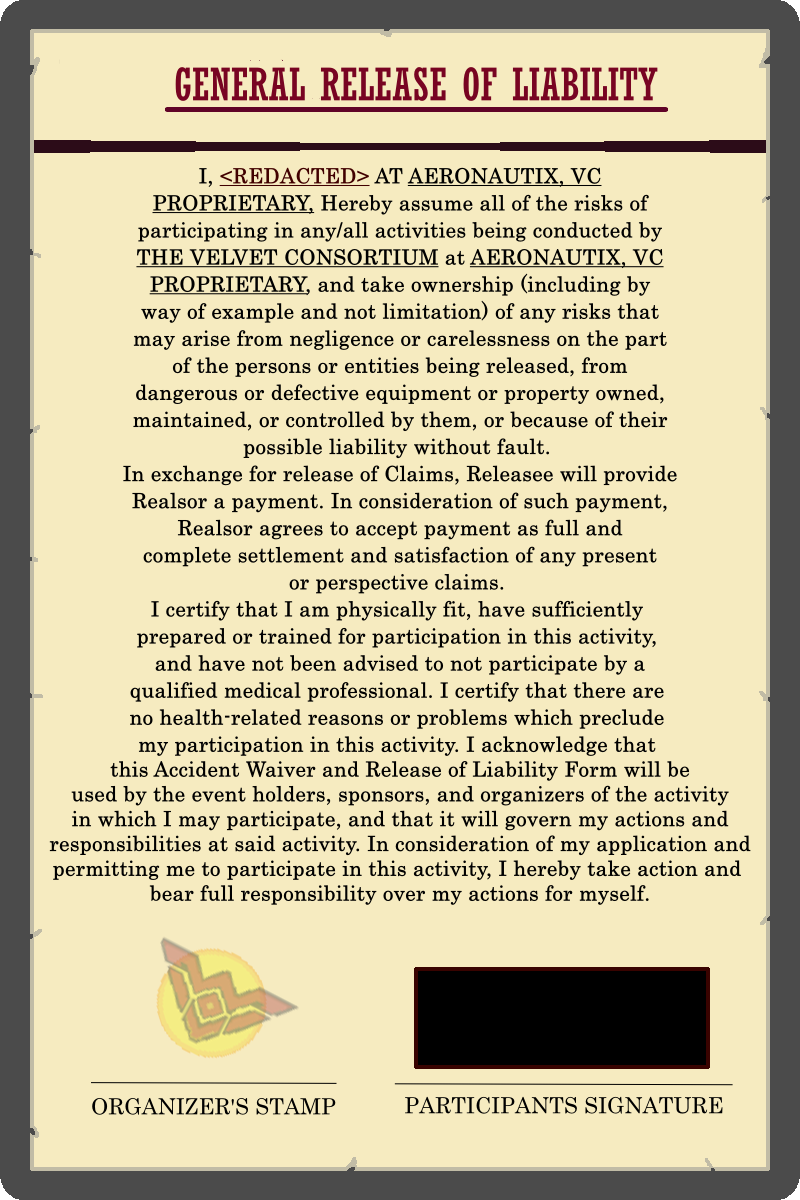 GENERAL RELEASE OF LIABILITY
I, <REDACTED> AT AERONAUTIX, VC
PROPRIETARY, Hereby assume all of the risks of
participating in any/all activities being conducted by
THE VELVET CONSORTIUM at AERONAUTIX, VC
PROPRIETARY, and take ownership (including by
way of example and not limitation) of any risks that
may arise from negligence or carelessness on the part
of the persons or entities being released, from
dangerous or defective equipment or property owned,
maintained, or controlled by them, or because of their
possible liability without fault.
In exchange for release of Claims, Releasee will provide
Realsor a payment. In consideration of such payment,
Realsor agrees to accept payment as full and
complete settlement and satisfaction of any present
or perspective claims.
I certify that I am physically fit, have sufficiently
prepared or trained for participation in this activity,
and have not been advised to not participate by a
qualified medical professional. I certify that there are
no health-related reasons or problems which preclude
my participation in this activity. I acknowledge that
this Accident Waiver and Release of Liability Form will be
used by the event holders, sponsors, and organizers of the activity
in which I may participate, and that it will govern my actions and
responsibilities at said activity. In consideration of my application and
permitting me to participate in this activity, I hereby take action and
bear full responsibility over my actions for myself.
ORGANIZER'S STAMP
PARTICIPANTS SIGNATURE